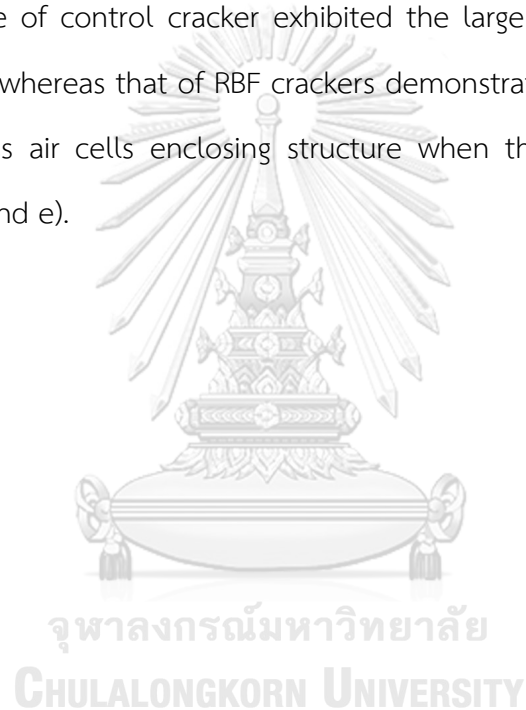 e of control cracker exhibited the large
whereas that of RBF crackers demonstrat
s air cells enclosing structure when th
nd e).
จุฬาลงกรณ์มหาวิทยาลัย
CHULALONGKORN UNIVERSITY